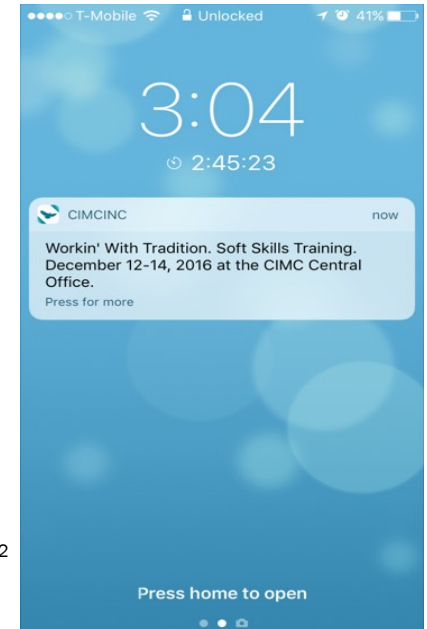 T-Mobile Unlocked 41%
3:04
2:45:23
CIMCINC now
Workin' With Tradition. Soft Skills Training.
December 12-14, 2016 at the CIMC Central
Office.
Press for more
2
Press home to open